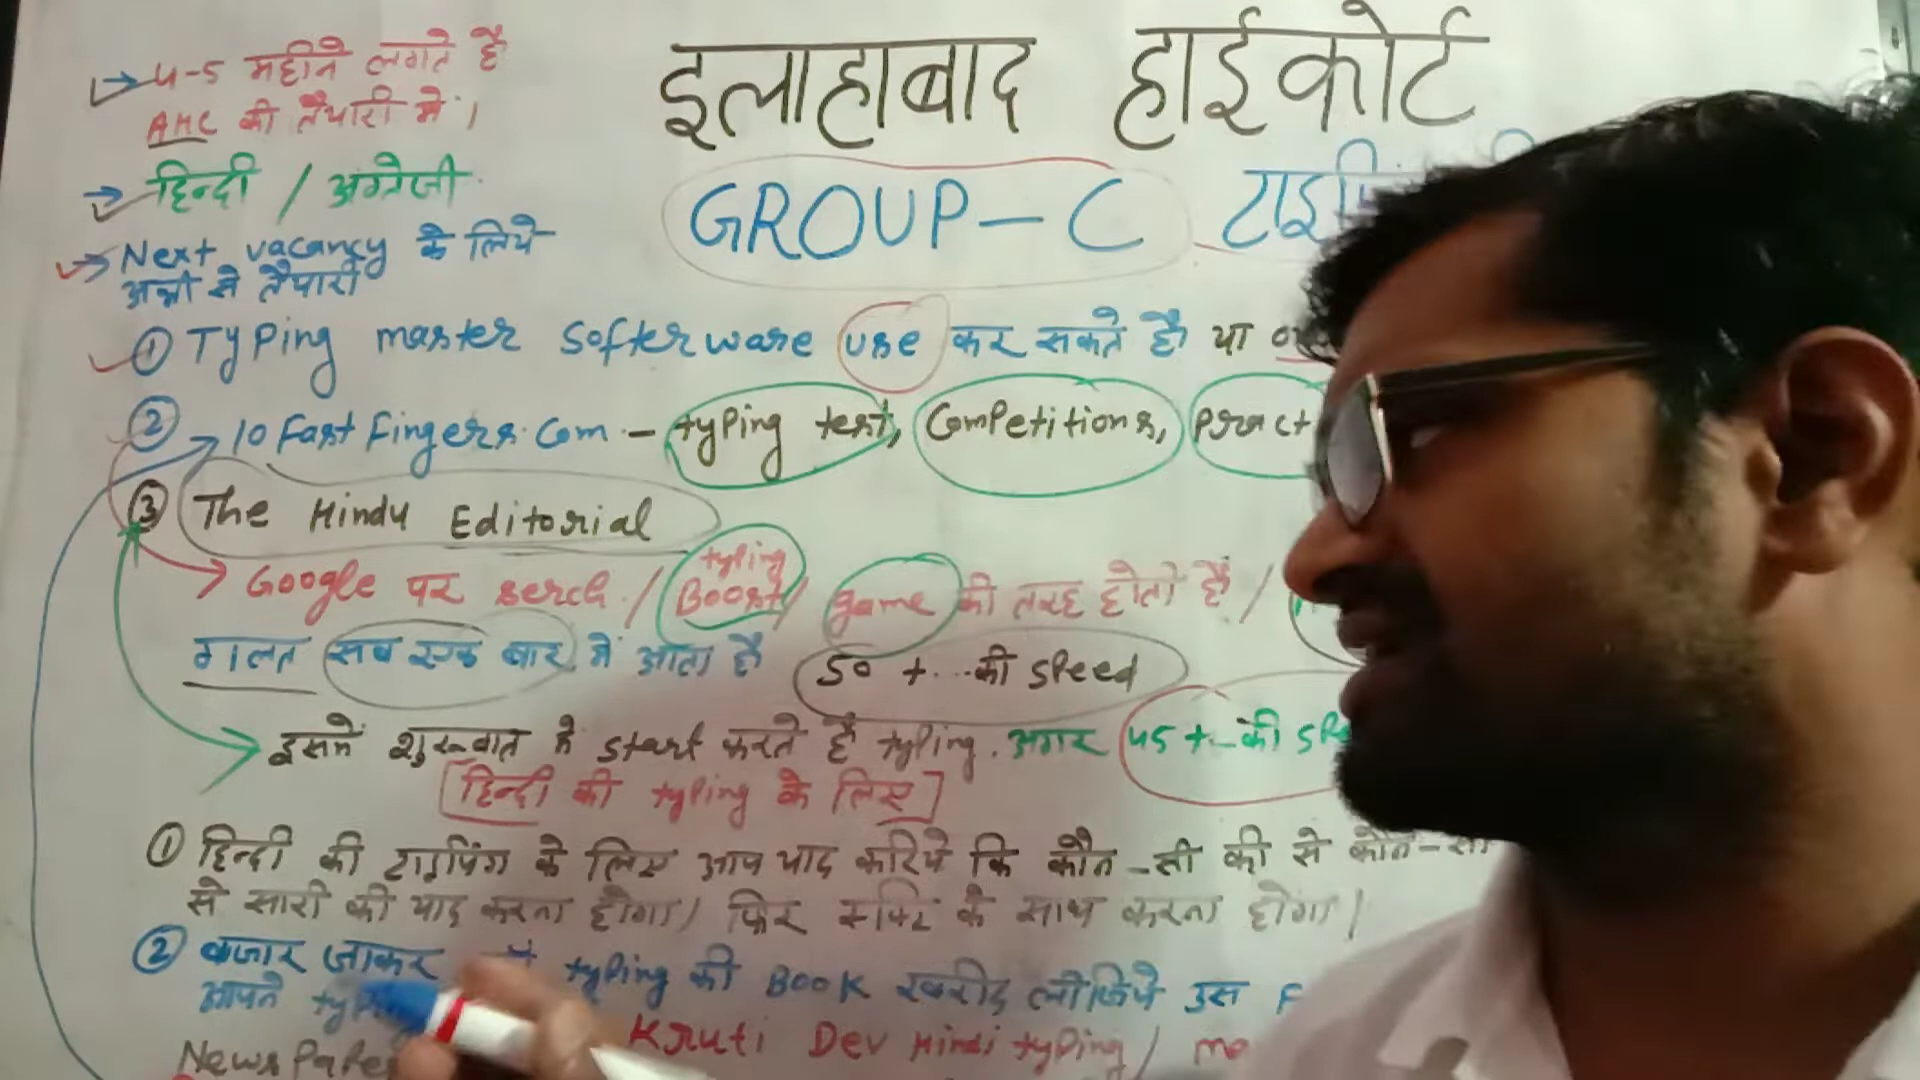 इलाहाबाद हाईकोर्ट
GROUP-C
→ 4-5 महीने लगते है
AHC की तैयारी में।
→ हिन्दी / अंग्रेजी
→ Next vacancy के लिये
अभी से तैयारी
① Typing master Softerware use कर सकते है या
② → 10 Fast Fingers.com - typing test, Competitions,
③ The Hindu Editorial
→ Google पर serch / typing Boost / game की तरह होता है /
गलत सब एक बार में आता है 50 +...की speed
→ इसमें शुरूवात में start करते है typing. अगर 45 +...की
[हिन्दी की typing के लिए]
① हिन्दी की टाइपिंग के लिए आप याद करिये कि कौन-सी की से
से सारी की याद करना होगा / फिर स्पीट के साथ करना होगा।
② बजार जाकर typing की BOOK खरीद लीजिये उस
आपने
Kruti Dev Hindi typing /